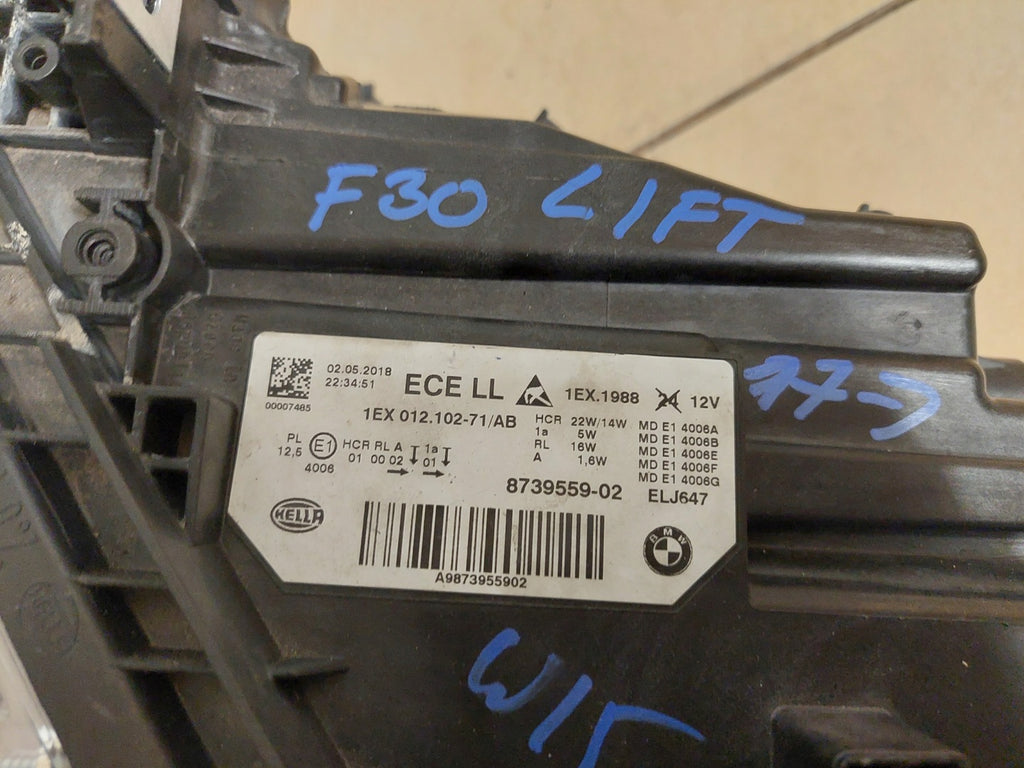 F30 LIFT
17->
02.05.2018
22:34:51
00007485
ECE LL
1EX.1988
24 12V
1EX 012.102-71/AB
HCR 22W/14W
1a 5W
RL 16W
A 1,6W
MD E1 4006A
MD E1 4006B
MD E1 4006E
MD E1 4006F
MD E1 4006G
PL
12,5
E1
4006
HCR RL A 1a
01 00 02 01
8739559-02
ELJ647
HELLA
BMW
A9873955902